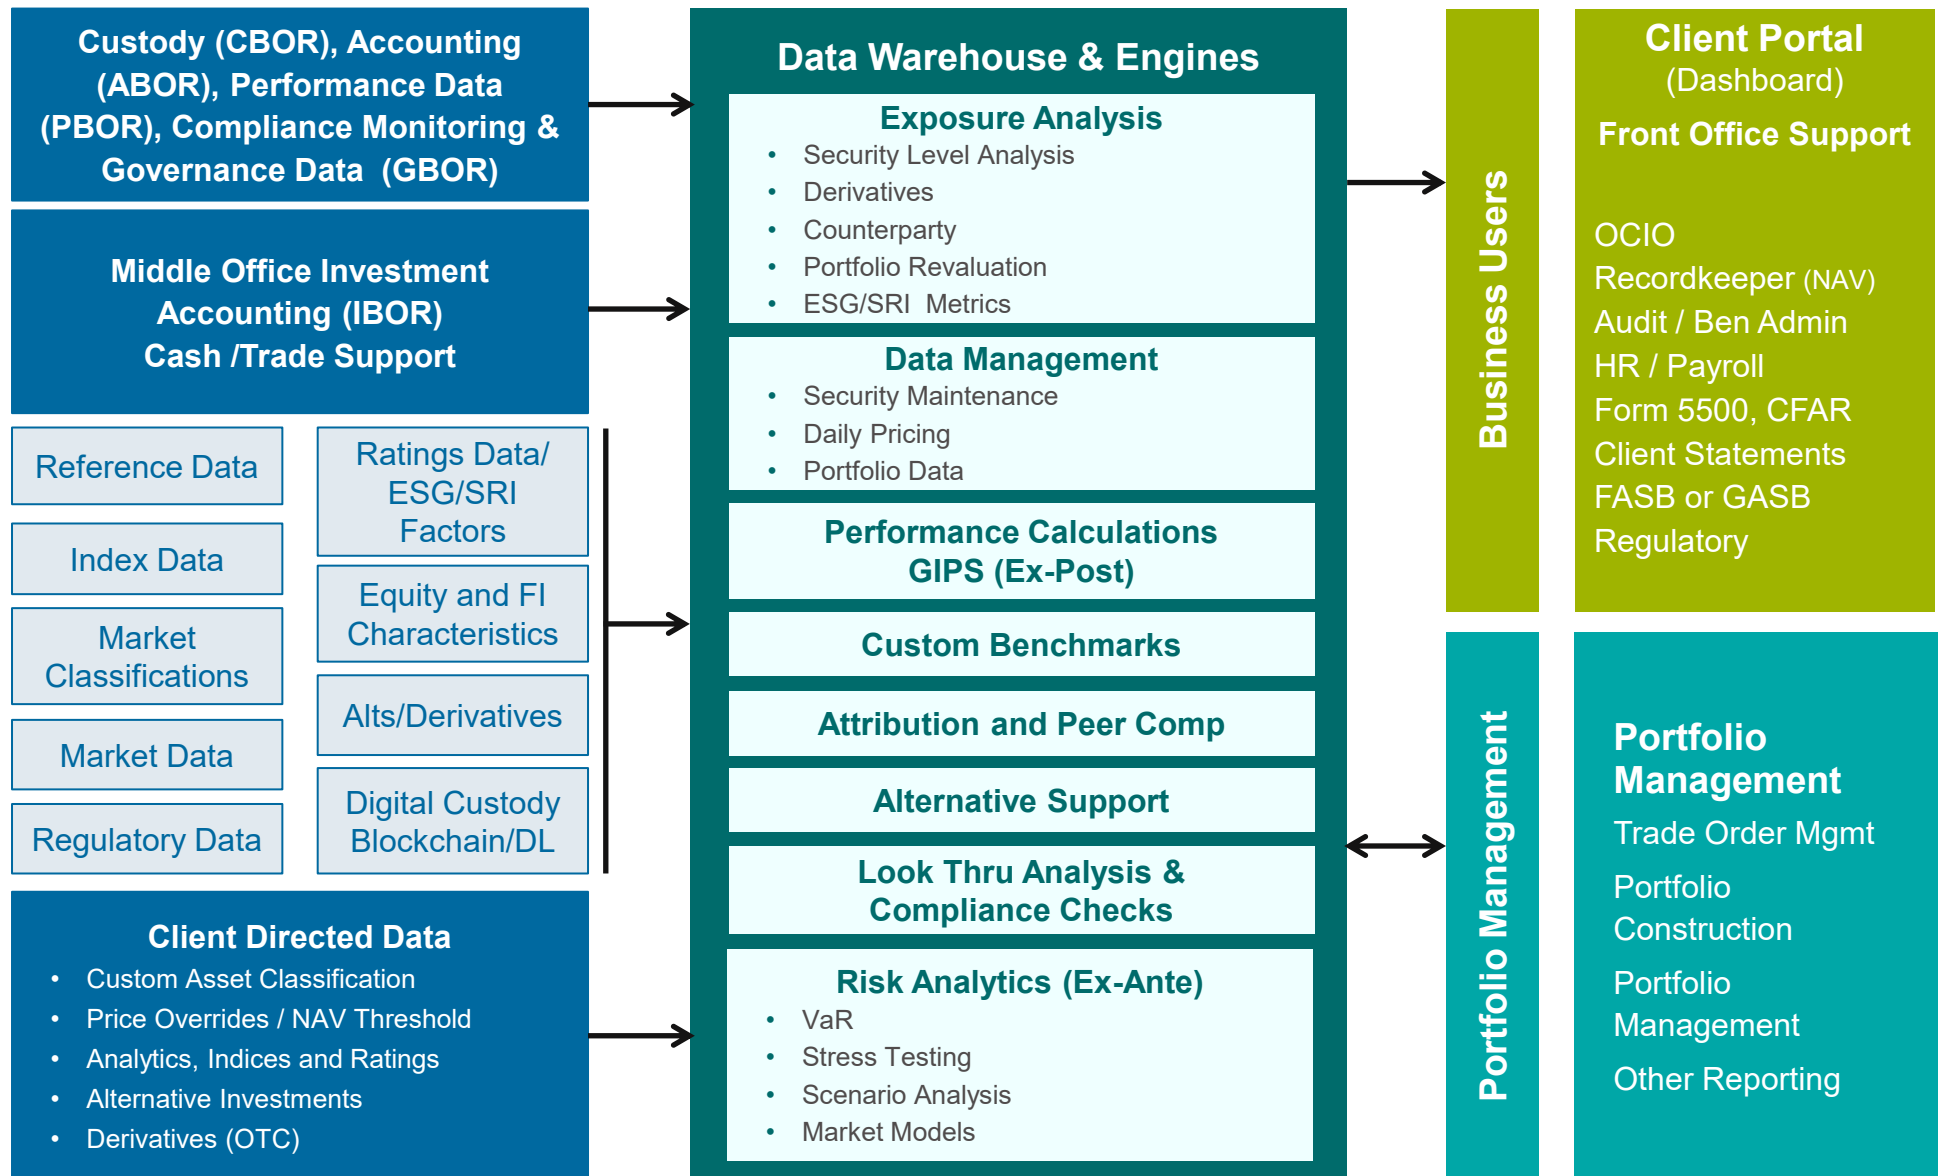 Custody (CBOR), Accounting
(ABOR), Performance Data
(PBOR), Compliance Monitoring &
Governance Data (GBOR)
Middle Office Investment
Accounting (IBOR)
Cash /Trade Support
Reference Data
Index Data
Market
Classifications
Market Data
Regulatory Data
Ratings Data/
ESG/SRI
Factors
Equity and FI
Characteristics
Alts/Derivatives
Digital Custody
Blockchain/DL
Client Directed Data
• Custom Asset Classification
• Price Overrides / NAV Threshold
• Analytics, Indices and Ratings
• Alternative Investments
• Derivatives (OTC)
Data Warehouse & Engines
Exposure Analysis
• Security Level Analysis
• Derivatives
• Counterparty
• Portfolio Revaluation
• ESG/SRI Metrics
Data Management
• Security Maintenance
• Daily Pricing
• Portfolio Data
Performance Calculations
GIPS (Ex-Post)
Custom Benchmarks
Attribution and Peer Comp
Alternative Support
Look Thru Analysis &
Compliance Checks
Risk Analytics (Ex-Ante)
• VaR
• Stress Testing
• Scenario Analysis
• Market Models
Business Users
Client Portal
(Dashboard)
Front Office Support
OCIO
Recordkeeper (NAV)
Audit / Ben Admin
HR / Payroll
Form 5500, CFAR
Client Statements
FASB or GASB
Regulatory
Portfolio Management
Portfolio
Management
Trade Order Mgmt
Portfolio
Construction
Portfolio
Management
Other Reporting